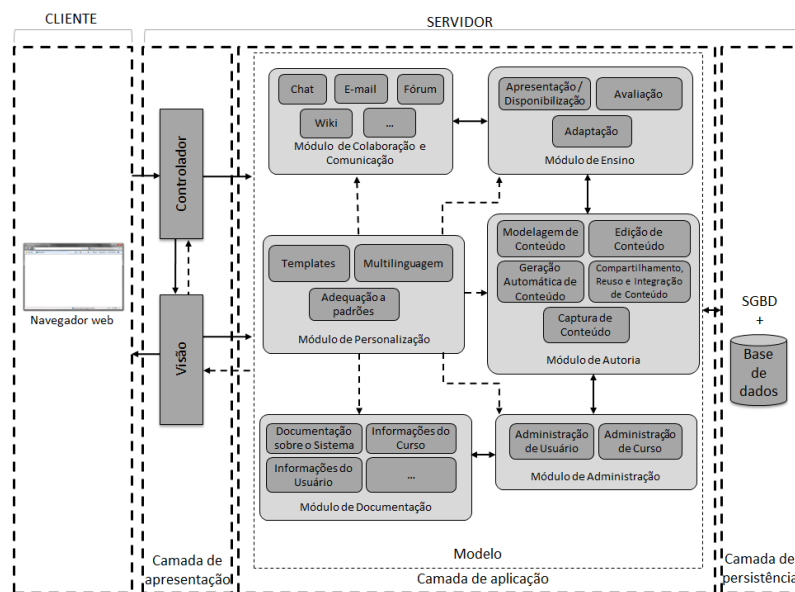 CLIENTE
SERVIDOR
Navegador web
Controlador
Visão
Camada de
apresentação
Chat
E-mail
Fórum
Wiki
...
Módulo de Colaboração e
Comunicação
Apresentação /
Disponibilização
Avaliação
Adaptação
Módulo de Ensino
Templates
Multilinguagem
Adequação a
padrões
Módulo de Personalização
Modelagem de
Conteúdo
Edição de
Conteúdo
Geração
Automática de
Conteúdo
Compartilhamento,
Reuso e Integração
de Conteúdo
Captura de
Conteúdo
Módulo de Autoria
Documentação
sobre o Sistema
Informações do
Curso
Informações do
Usuário
...
Módulo de Documentação
Administração
de Usuário
Administração
de Curso
Módulo de Administração
Modelo
Camada de aplicação
SGBD
+
Base
de
dados
Camada de
persistência